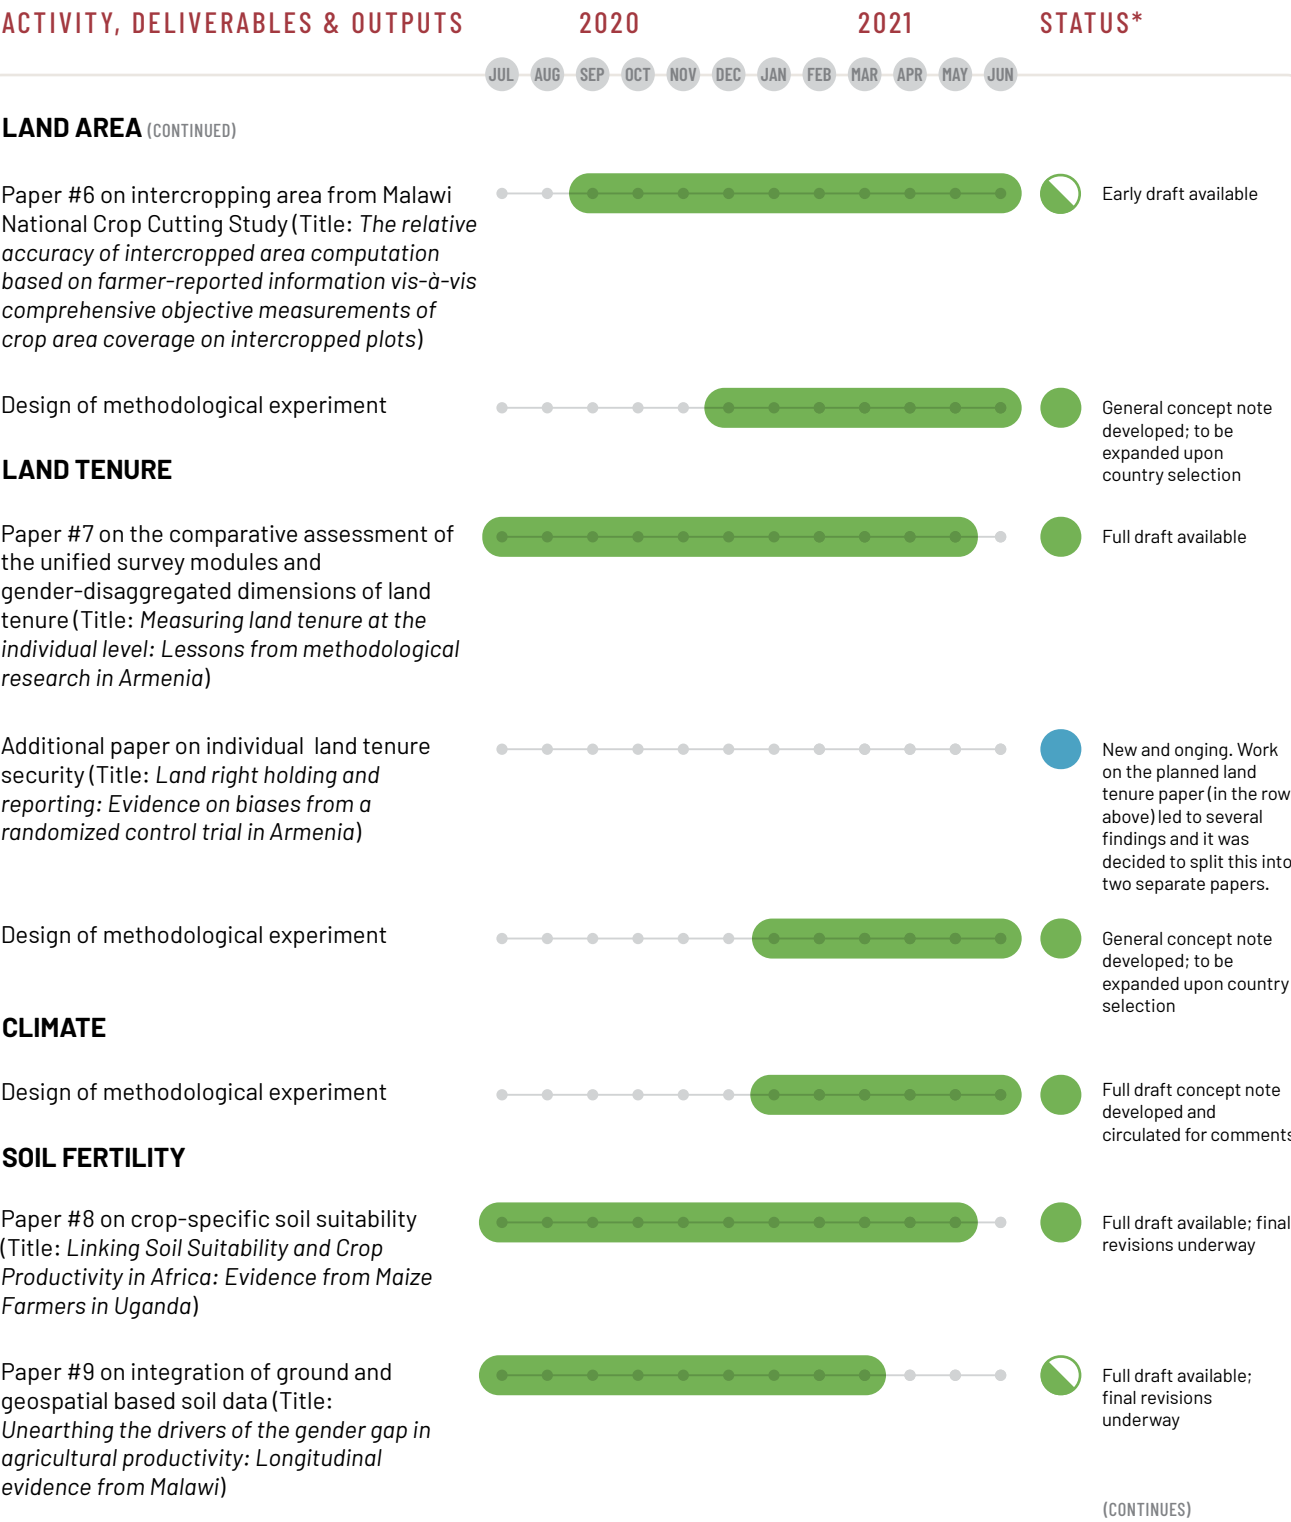 ACTIVITY, DELIVERABLES & OUTPUTS 2020 2021 STATUS*
JUL AUG SEP OCT NOV DEC JAN FEB MAR APR MAY JUN
LAND AREA (CONTINUED)
Paper #6 on intercropping area from Malawi
National Crop Cutting Study (Title: The relative
accuracy of intercropped area computation
based on farmer-reported information vis-à-vis
comprehensive objective measurements of
crop area coverage on intercropped plots)
Early draft available
Design of methodological experiment
General concept note
developed; to be
expanded upon
country selection
LAND TENURE
Paper #7 on the comparative assessment of
the unified survey modules and
gender-disaggregated dimensions of land
tenure (Title: Measuring land tenure at the
individual level: Lessons from methodological
research in Armenia)
Full draft available
Additional paper on individual land tenure
security (Title: Land right holding and
reporting: Evidence on biases from a
randomized control trial in Armenia)
New and onging. Work
on the planned land
tenure paper (in the row
above) led to several
findings and it was
decided to split this into
two separate papers.
Design of methodological experiment
General concept note
developed; to be
expanded upon country
selection
CLIMATE
Design of methodological experiment
Full draft concept note
developed and
circulated for comments
SOIL FERTILITY
Paper #8 on crop-specific soil suitability
(Title: Linking Soil Suitability and Crop
Productivity in Africa: Evidence from Maize
Farmers in Uganda)
Full draft available; final
revisions underway
Paper #9 on integration of ground and
geospatial based soil data (Title:
Unearthing the drivers of the gender gap in
agricultural productivity: Longitudinal
evidence from Malawi)
Full draft available;
final revisions
underway
(CONTINUES)